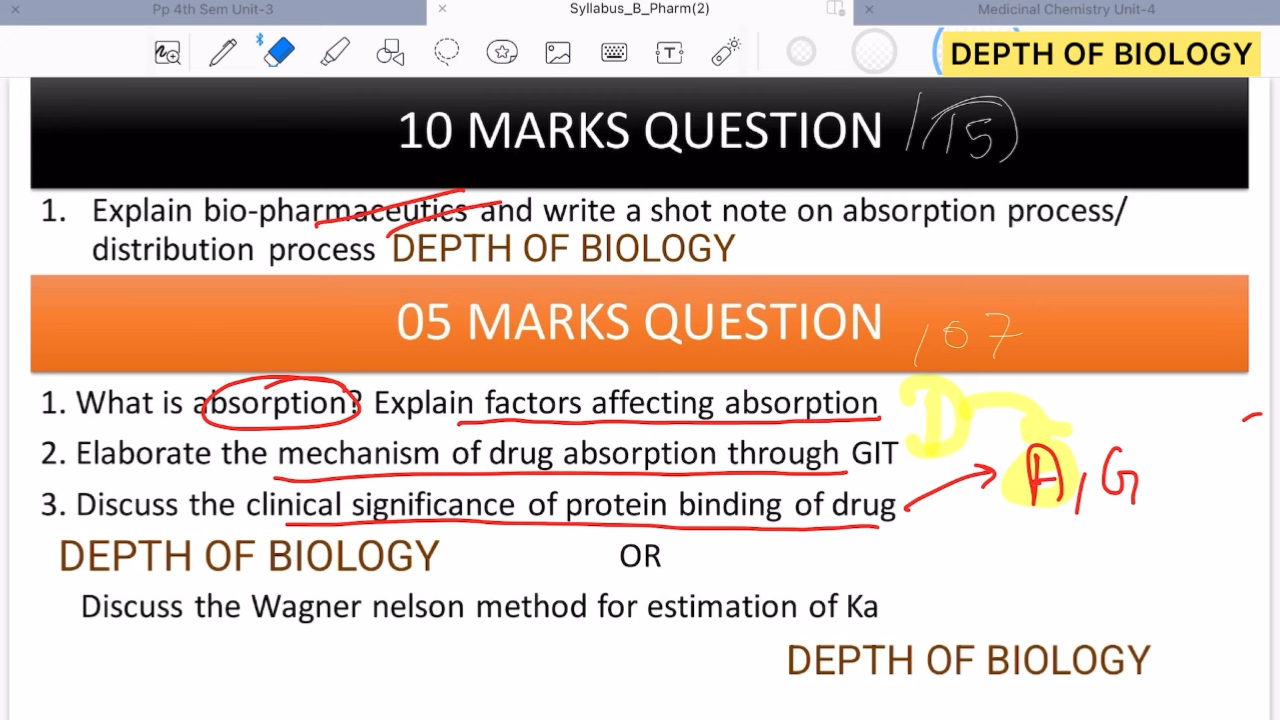 Pp 4th Sem Unit-3
Syllabus_B_Pharm(2)
Medicinal Chemistry Unit-4
T
DEPTH OF BIOLOGY
10 MARKS QUESTION /15
1. Explain bio-pharmaceutics and write a shot note on absorption process/
distribution process DEPTH OF BIOLOGY
05 MARKS QUESTION /07
1. What is absorption? Explain factors affecting absorption D
2. Elaborate the mechanism of drug absorption through GIT
A, G
3. Discuss the clinical significance of protein binding of drug
DEPTH OF BIOLOGY OR
Discuss the Wagner nelson method for estimation of Ka
DEPTH OF BIOLOGY